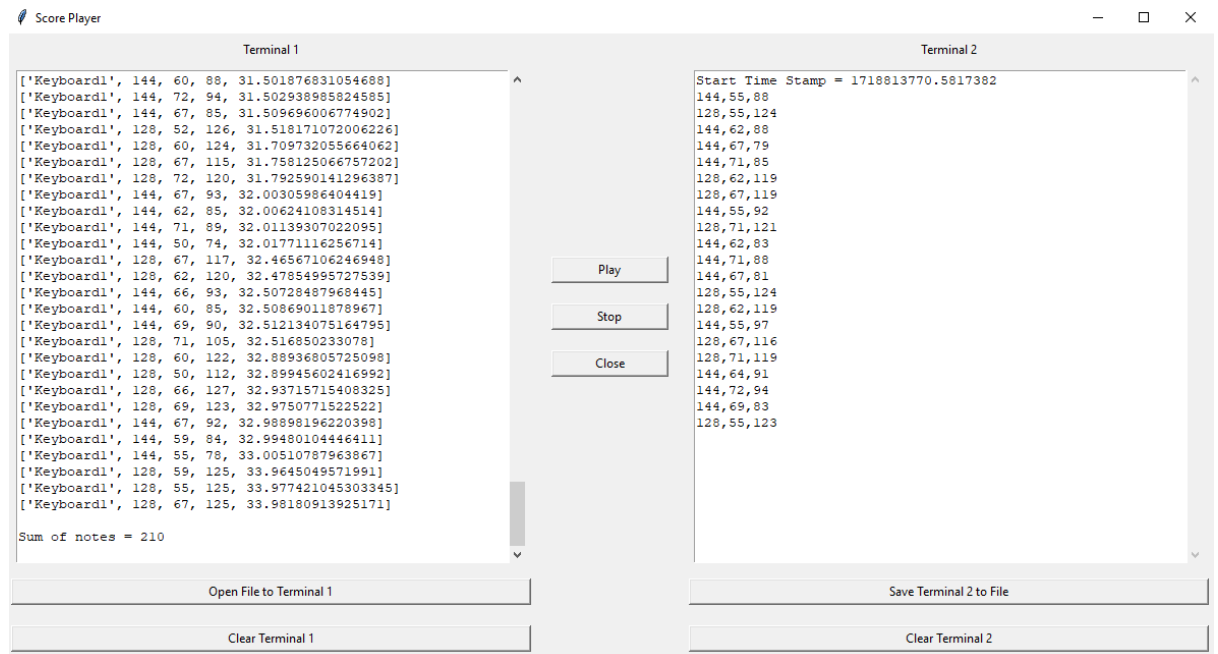 Score Player
Terminal 1
['Keyboard1', 144, 60, 88, 31.501876831054688]
['Keyboard1', 144, 72, 94, 31.502938985824585]
['Keyboard1', 144, 67, 85, 31.509696006774902]
['Keyboard1', 128, 52, 126, 31.518171072006226]
['Keyboard1', 128, 60, 124, 31.709732055664062]
['Keyboard1', 128, 67, 115, 31.758125066757202]
['Keyboard1', 128, 72, 120, 31.792590141296387]
['Keyboard1', 144, 67, 93, 32.00305986404419]
['Keyboard1', 144, 62, 85, 32.00624108314514]
['Keyboard1', 144, 71, 89, 32.01139307022095]
['Keyboard1', 144, 50, 74, 32.01771116256714]
['Keyboard1', 128, 67, 117, 32.46567106246948]
['Keyboard1', 128, 62, 120, 32.47854995727539]
['Keyboard1', 144, 66, 93, 32.50728487968445]
['Keyboard1', 144, 60, 85, 32.50869011878967]
['Keyboard1', 144, 69, 90, 32.512134075164795]
['Keyboard1', 128, 71, 105, 32.516850233078]
['Keyboard1', 128, 60, 122, 32.88936805725098]
['Keyboard1', 128, 50, 112, 32.89945602416992]
['Keyboard1', 128, 66, 127, 32.93715715408325]
['Keyboard1', 128, 69, 123, 32.9750771522522]
['Keyboard1', 144, 67, 92, 32.98898196220398]
['Keyboard1', 144, 59, 84, 32.99480104446411]
['Keyboard1', 144, 55, 78, 33.00510787963867]
['Keyboard1', 128, 59, 125, 33.9645049571991]
['Keyboard1', 128, 55, 125, 33.977421045303345]
['Keyboard1', 128, 67, 125, 33.98180913925171]
Sum of notes = 210
Open File to Terminal 1
Clear Terminal 1
Play
Stop
Close
Terminal 2
Start Time Stamp = 1718813770.5817382
144,55,88
128,55,124
144,62,88
144,67,79
144,71,85
128,62,119
128,67,119
144,55,92
128,71,121
144,62,83
144,71,88
144,67,81
128,55,124
128,62,119
144,55,97
128,67,116
128,71,119
144,64,91
144,72,94
144,69,83
128,55,123
Save Terminal 2 to File
Clear Terminal 2